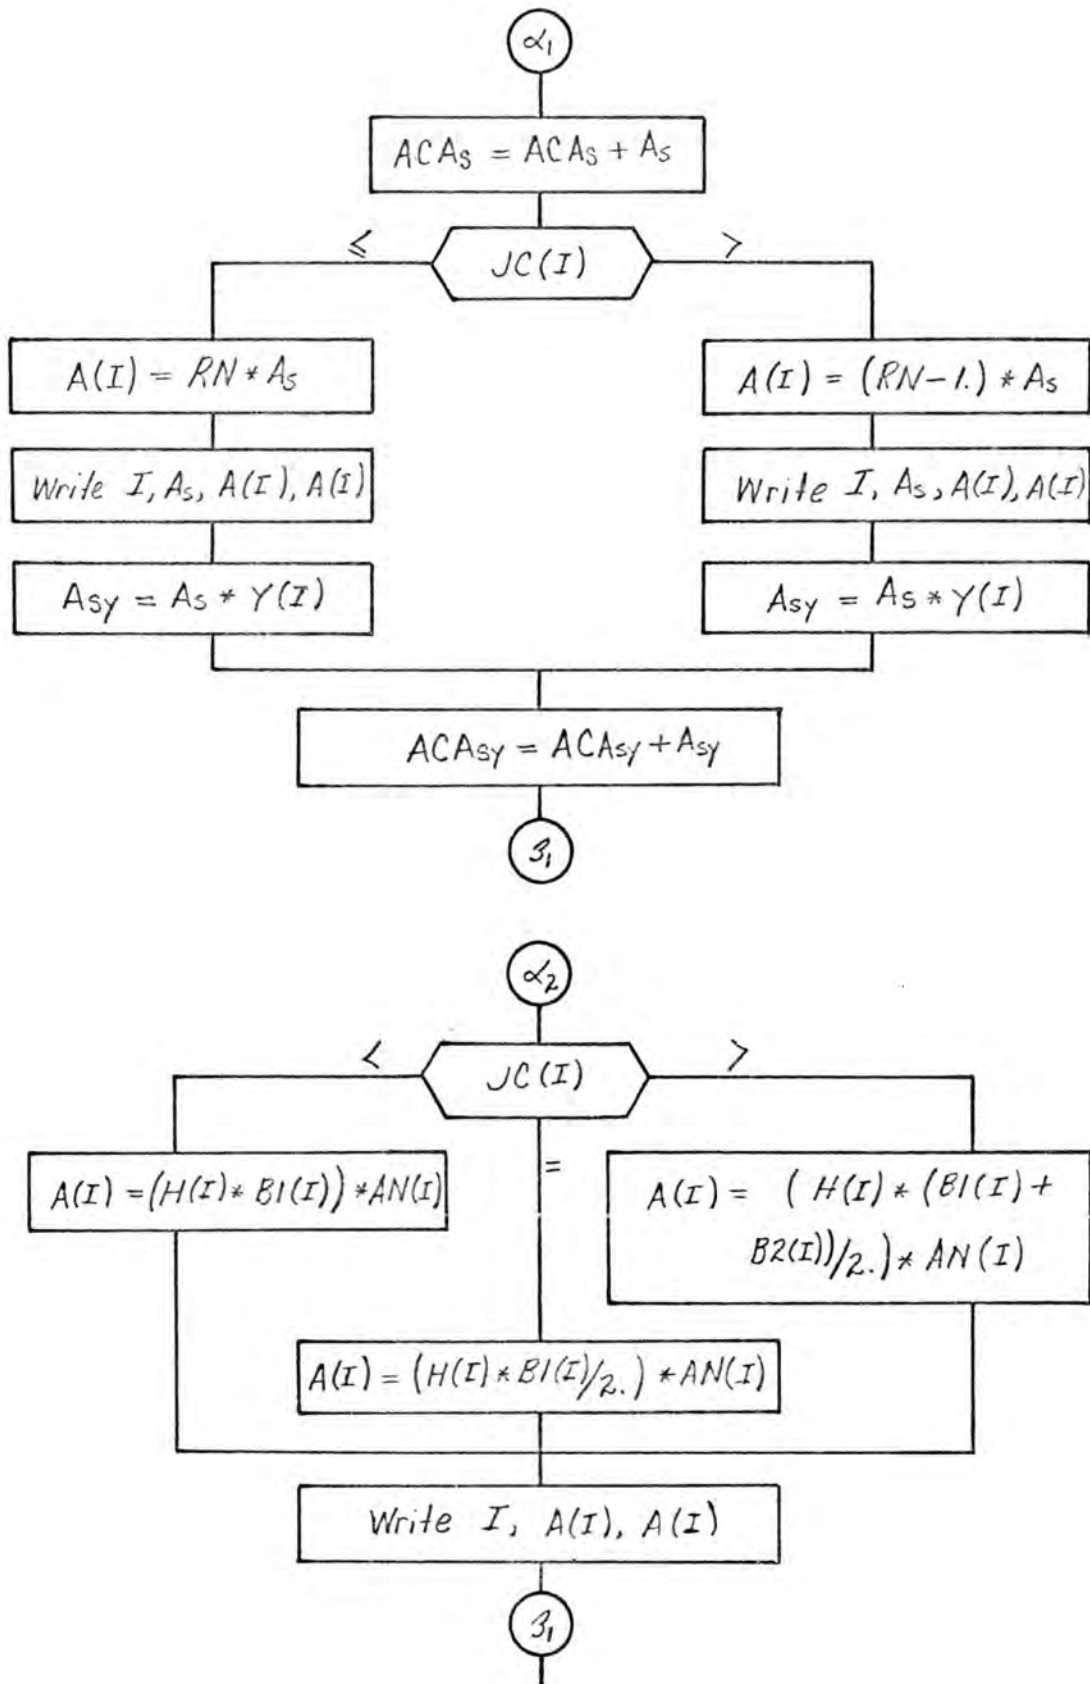 α₁
ACAs = ACAs + As
≤
JC(I)
>
A(I) = RN * As
A(I) = (RN-1.) * As
Write I, As, A(I), A(I)
Write I, As, A(I), A(I)
Asy = As * Y(I)
Asy = As * Y(I)
ACAsy = ACAsy + Asy
β₁
α₂
<
JC(I)
>
A(I) = (H(I) * B1(I)) * AN(I)
=
A(I) = (H(I) * (B1(I) +
B2(I))/2.) * AN(I)
A(I) = (H(I) * B1(I)/2.) * AN(I)
Write I, A(I), A(I)
β₁